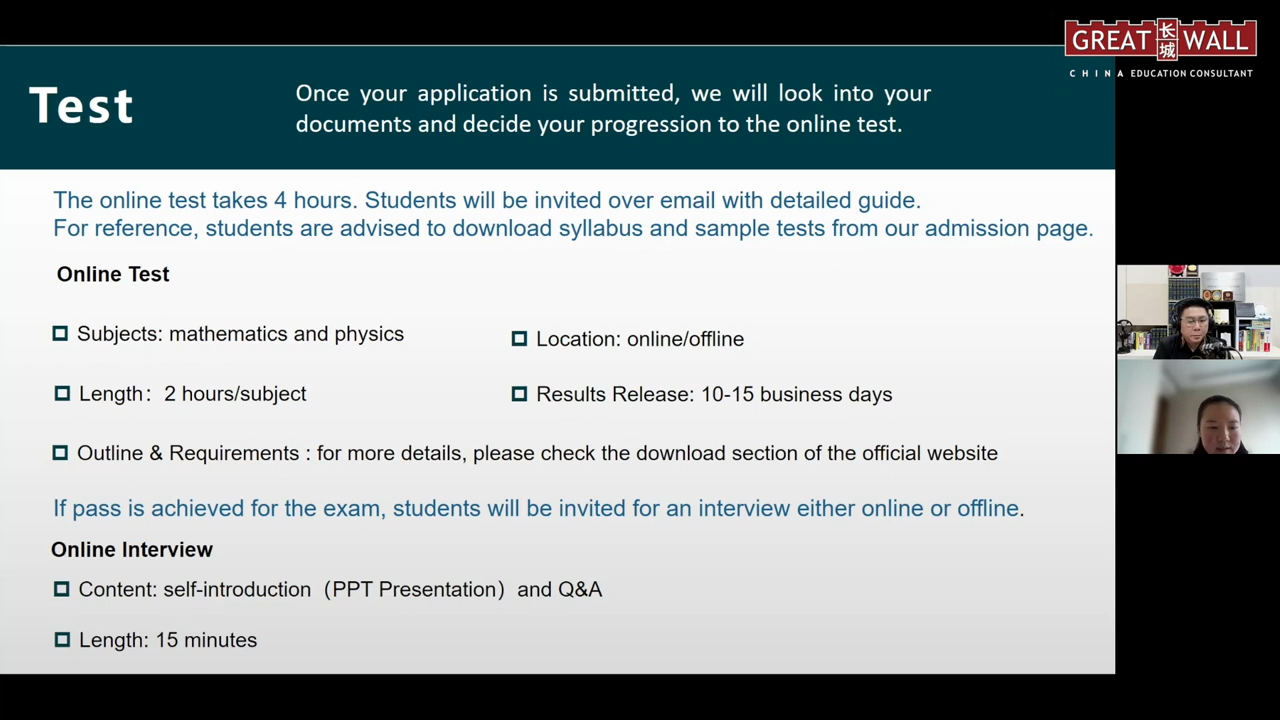 GREAT 长城 WALL
CHINA EDUCATION CONSULTANT
Test
Once your application is submitted, we will look into your
documents and decide your progression to the online test.
The online test takes 4 hours. Students will be invited over email with detailed guide.
For reference, students are advised to download syllabus and sample tests from our admission page.
Online Test
Subjects: mathematics and physics
Location: online/offline
Length：2 hours/subject
Results Release: 10-15 business days
Outline & Requirements : for more details, please check the download section of the official website
If pass is achieved for the exam, students will be invited for an interview either online or offline.
Online Interview
Content: self-introduction（PPT Presentation）and Q&A
Length: 15 minutes